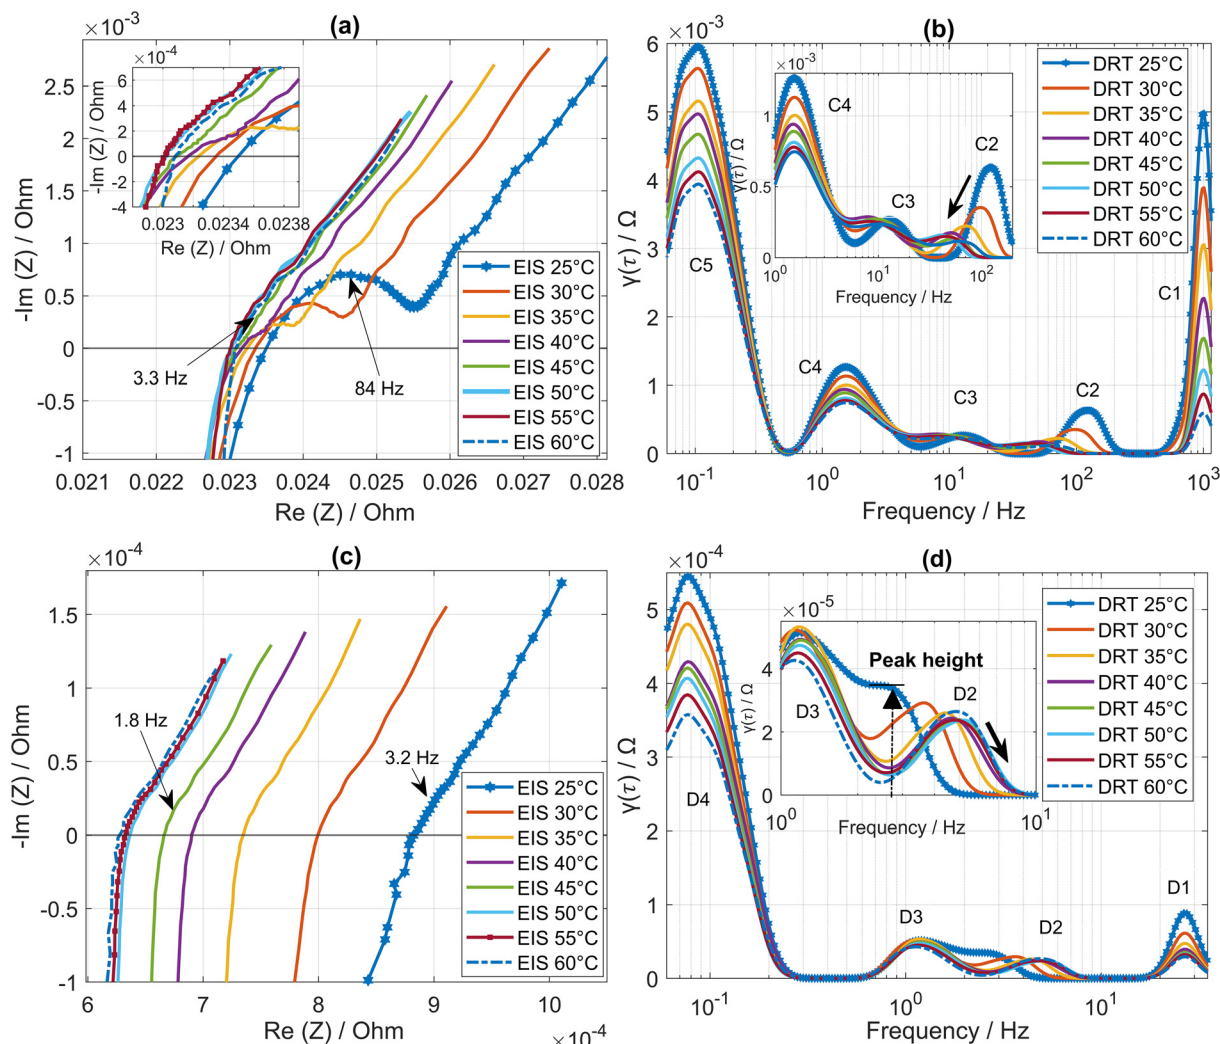 (a)
×10⁻³
-Im (Z) / Ohm
2.5
2
1.5
1
0.5
0
-0.5
-1
0.021
0.022
0.023
0.024
0.025
0.026
0.027
0.028
Re (Z) / Ohm
×10⁻⁴
-Im (Z) / Ohm
6
4
2
0
-2
-4
0.023
0.0234
0.0238
Re (Z) / Ohm
3.3 Hz
84 Hz
EIS 25°C
EIS 30°C
EIS 35°C
EIS 40°C
EIS 45°C
EIS 50°C
EIS 55°C
EIS 60°C
(b)
×10⁻³
γ(τ) / Ω
6
5
4
3
2
1
0
10⁻¹
10⁰
10¹
10²
10³
Frequency / Hz
×10⁻³
γ(τ) / Ω
1
0.5
0
10⁰
10¹
10²
Frequency / Hz
C4
C3
C2
C5
C4
C3
C2
C1
DRT 25°C
DRT 30°C
DRT 35°C
DRT 40°C
DRT 45°C
DRT 50°C
DRT 55°C
DRT 60°C
(c)
×10⁻⁴
-Im (Z) / Ohm
1.5
1
0.5
0
-0.5
-1
6
7
8
9
10
Re (Z) / Ohm
×10⁻⁴
1.8 Hz
3.2 Hz
EIS 25°C
EIS 30°C
EIS 35°C
EIS 40°C
EIS 45°C
EIS 50°C
EIS 55°C
EIS 60°C
(d)
×10⁻⁴
γ(τ) / Ω
5
4
3
2
1
0
10⁻¹
10⁰
10¹
Frequency / Hz
×10⁻⁵
γ(τ) / Ω
4
2
0
10⁰
10¹
Frequency / Hz
Peak height
D3
D2
D4
D3
D2
D1
DRT 25°C
DRT 30°C
DRT 35°C
DRT 40°C
DRT 45°C
DRT 50°C
DRT 55°C
DRT 60°C